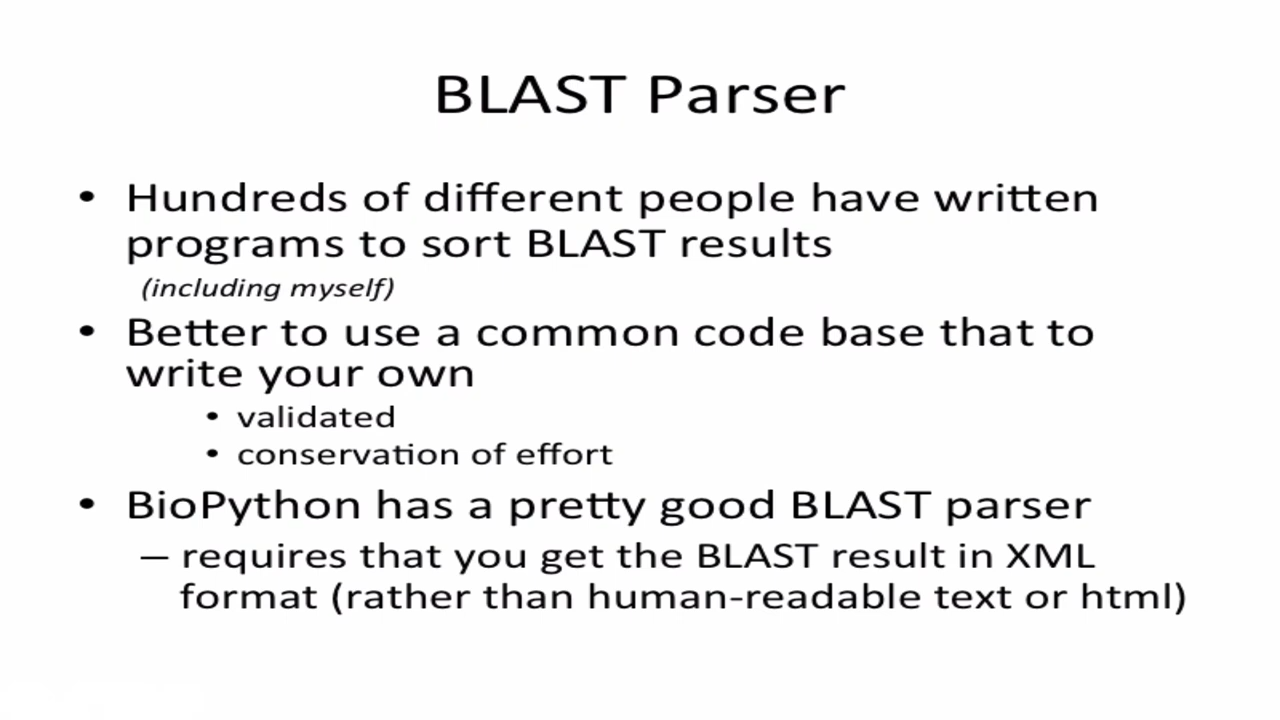 BLAST Parser
• Hundreds of different people have written
programs to sort BLAST results
(including myself)
• Better to use a common code base that to
write your own
• validated
• conservation of effort
• BioPython has a pretty good BLAST parser
– requires that you get the BLAST result in XML
format (rather than human-readable text or html)